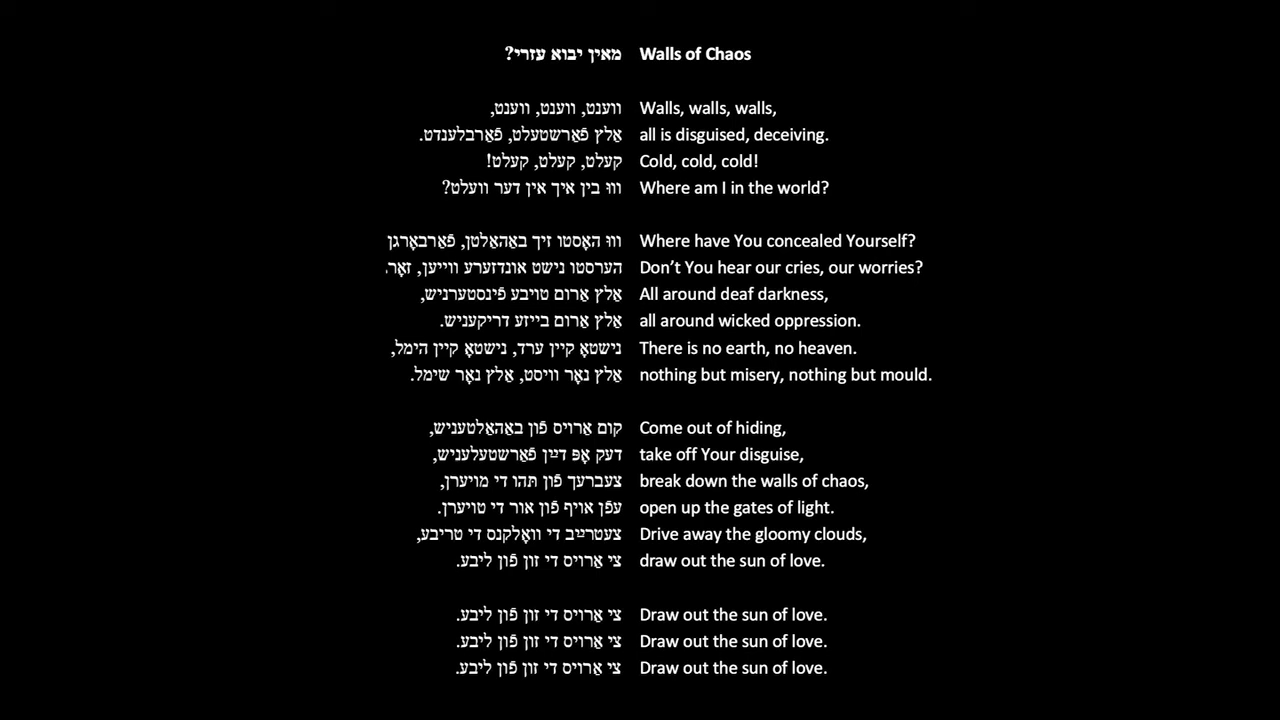 מאין יבוא עזרי?
ווענט, ווענט, ווענט,
אַלץ פֿאַרשטעלט, פֿאַרבלענדט.
קעלט, קעלט, קעלט!
וווּ בין איך אין דער וועלט?
וווּ האָסטו זיך באַהאַלטן, פֿאַרבאָרגן
הערסטו נישט אונדזערע ווייען, זאָר
אַלץ אַרום טויבע פֿינסטערניש,
אַלץ אַרום בייזע דריקעניש.
נישטאָ קיין ערד, נישטאָ קיין הימל,
אַלץ נאָר וויסט, אַלץ נאָר שימל.
קום אַרויס פֿון באַהאַלטעניש,
דעק אָפּ דײַן פֿאַרשטעלעניש,
צעברעך פֿון תּהו די מויערן,
עפֿן אויף פֿון אור די טויערן.
צעטרײַב די וואָלקנס די טריבע,
צי אַרויס די זון פֿון ליבע.
צי אַרויס די זון פֿון ליבע.
צי אַרויס די זון פֿון ליבע.
צי אַרויס די זון פֿון ליבע.
Walls of Chaos
Walls, walls, walls,
all is disguised, deceiving.
Cold, cold, cold!
Where am I in the world?
Where have You concealed Yourself?
Don’t You hear our cries, our worries?
All around deaf darkness,
all around wicked oppression.
There is no earth, no heaven.
nothing but misery, nothing but mould.
Come out of hiding,
take off Your disguise,
break down the walls of chaos,
open up the gates of light.
Drive away the gloomy clouds,
draw out the sun of love.
Draw out the sun of love.
Draw out the sun of love.
Draw out the sun of love.